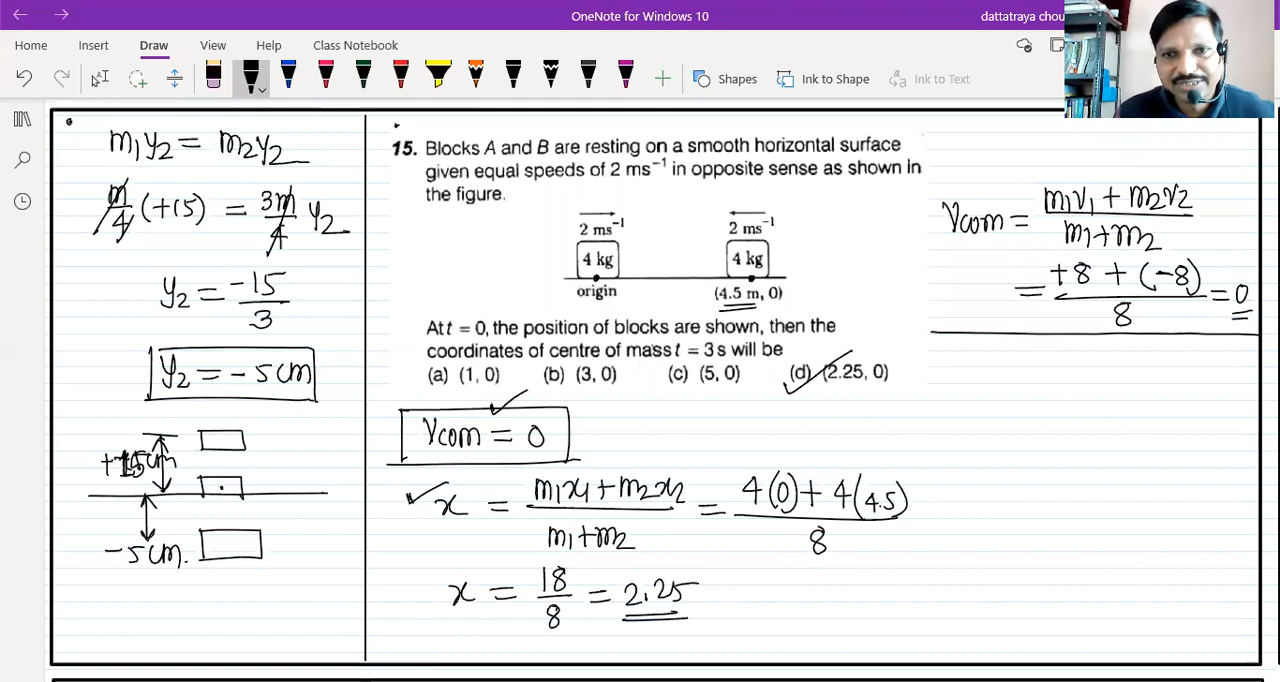 OneNote for Windows 10
dattatraya chou
Home Insert Draw View Help Class Notebook
Shapes Ink to Shape Ink to Text
m₁y₂ = m₂y₂
m/4 (+15) = 3m/4 y₂
y₂ = -15/3
y₂ = - 5 cm
-5 cm.
15. Blocks A and B are resting on a smooth horizontal surface
given equal speeds of 2 ms⁻¹ in opposite sense as shown in
the figure.
2 ms⁻¹ 2 ms⁻¹
4 kg 4 kg
origin (4.5 m, 0)
At t = 0, the position of blocks are shown, then the
coordinates of centre of mass t = 3 s will be
(a) (1, 0) (b) (3, 0) (c) (5, 0) (d) (2.25, 0)
Vcom = 0
x = m₁x₁+m₂x₂ / m₁+m₂ = 4(0)+ 4(4.5) / 8
x = 18/8 = 2.25
Vcom = m₁v₁ + m₂v₂ / m₁+m₂
= +8 + (-8) / 8 = 0